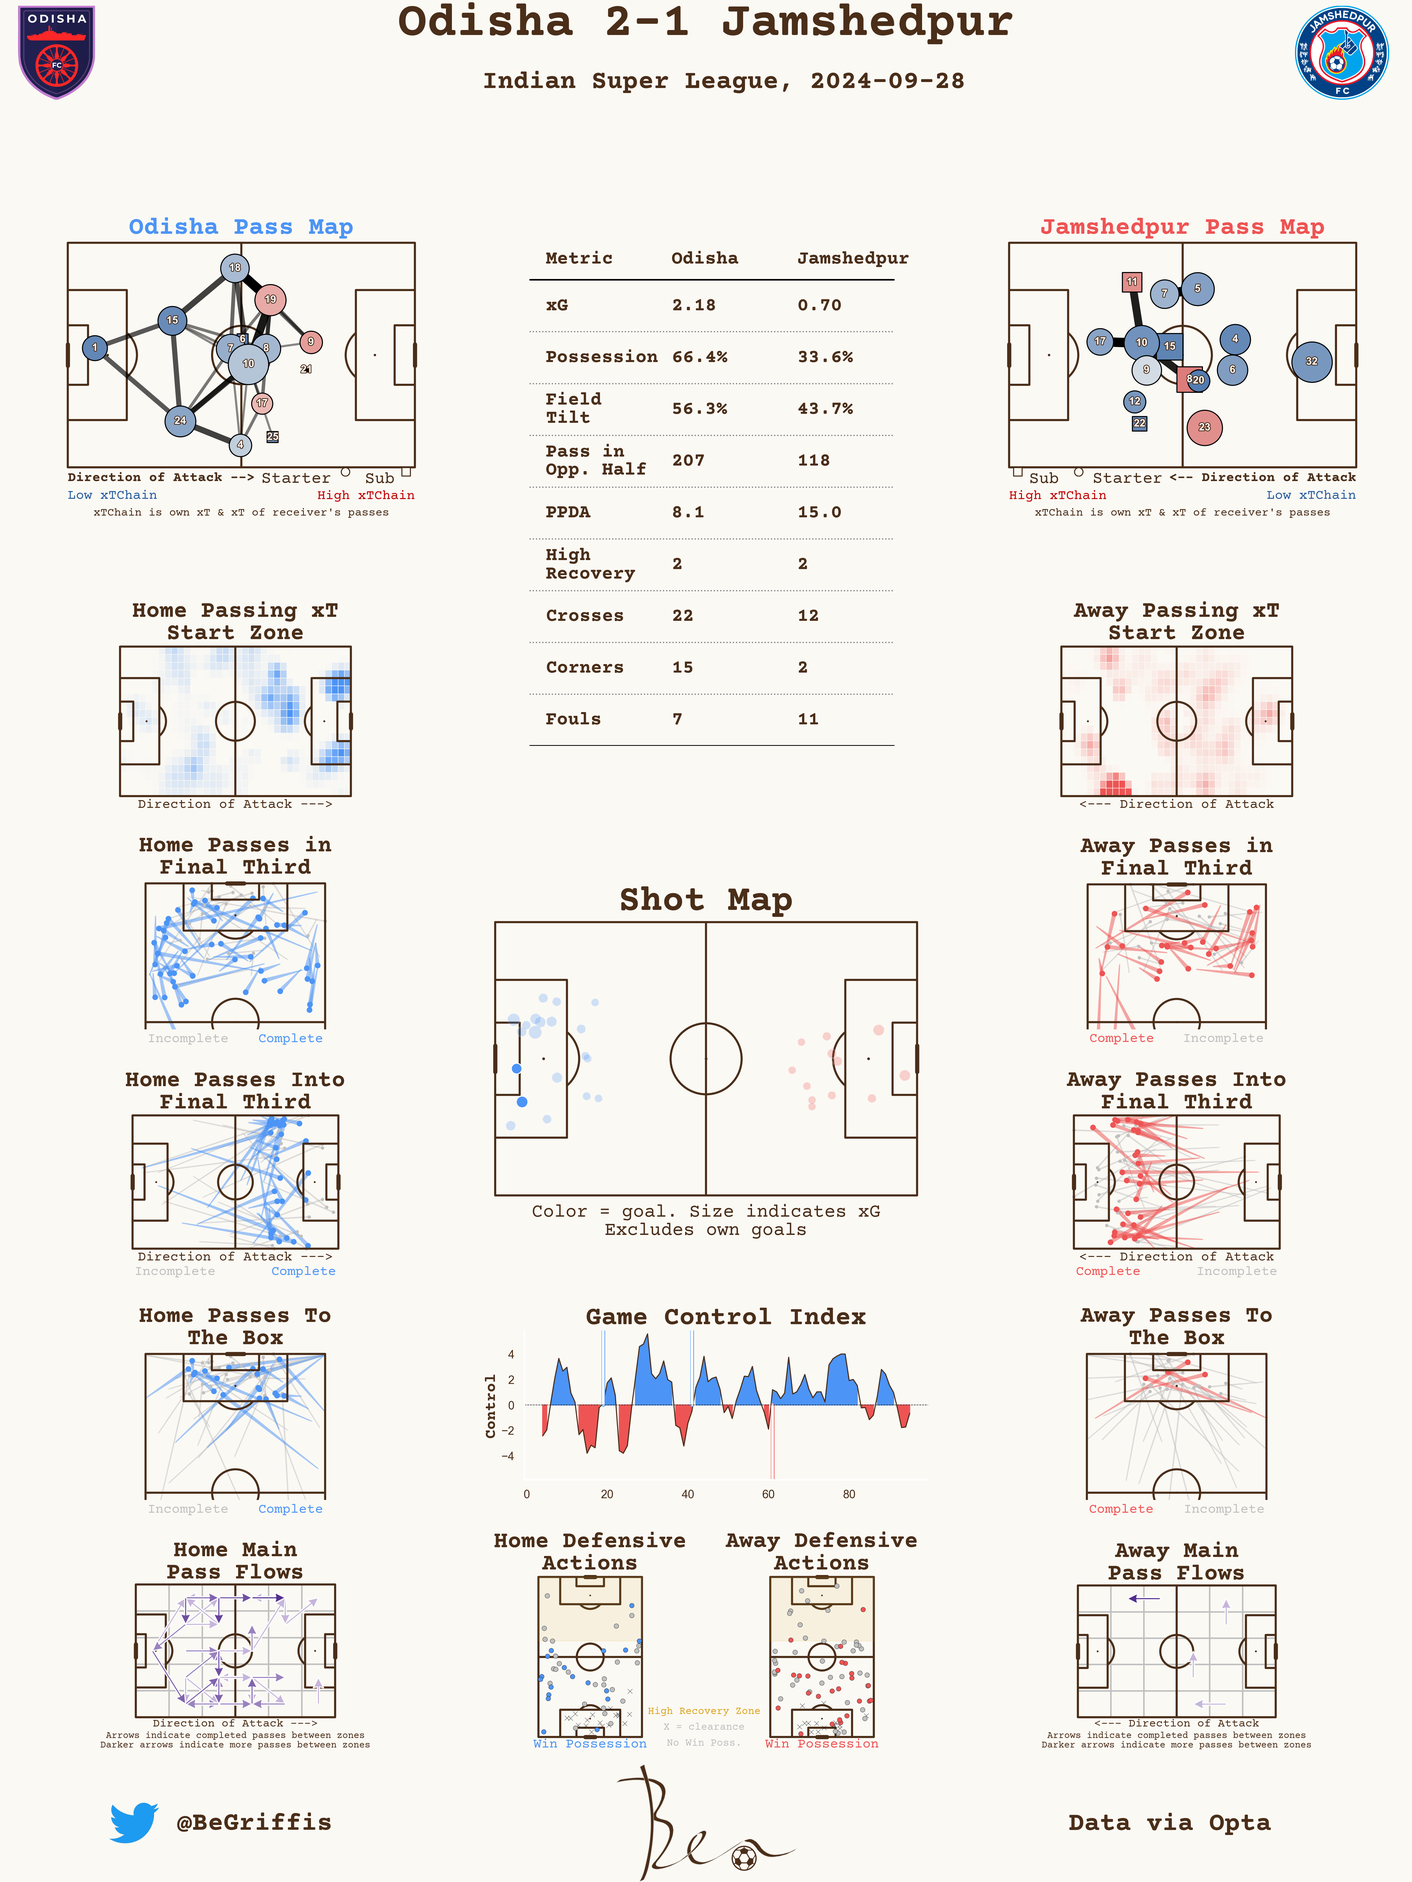 Odisha 2-1 Jamshedpur
Indian Super League, 2024-09-28
ODISHA
FC
JAMSHEDPUR
FC
Odisha Pass Map
18
19
15
6
9
1
7
8
10
21
17
24
25
4
Direction of Attack --> Starter Sub
Low xTChain High xTChain
xTChain is own xT & xT of receiver's passes
Metric Odisha Jamshedpur
xG 2.18 0.70
Possession 66.4% 33.6%
Field Tilt 56.3% 43.7%
Pass in Opp. Half 207 118
PPDA 8.1 15.0
High Recovery 2 2
Crosses 22 12
Corners 15 2
Fouls 7 11
Jamshedpur Pass Map
11
7
5
17
10
15
4
32
9
8
20
6
12
22
23
Sub Starter <-- Direction of Attack
High xTChain Low xTChain
xTChain is own xT & xT of receiver's passes
Home Passing xT
Start Zone
Direction of Attack --->
Away Passing xT
Start Zone
<--- Direction of Attack
Home Passes in
Final Third
Incomplete Complete
Away Passes in
Final Third
Complete Incomplete
Shot Map
Color = goal. Size indicates xG
Excludes own goals
Home Passes Into
Final Third
Direction of Attack --->
Incomplete Complete
Away Passes Into
Final Third
<--- Direction of Attack
Complete Incomplete
Home Passes To
The Box
Incomplete Complete
Game Control Index
Control
4
2
0
−2
−4
0 20 40 60 80
Away Passes To
The Box
Complete Incomplete
Home Main
Pass Flows
Direction of Attack --->
Arrows indicate completed passes between zones
Darker arrows indicate more passes between zones
Home Defensive
Actions
Win Possession
High Recovery Zone
X = clearance
No Win Poss.
Away Defensive
Actions
Win Possession
Away Main
Pass Flows
<--- Direction of Attack
Arrows indicate completed passes between zones
Darker arrows indicate more passes between zones
@BeGriffis
Ben
Data via Opta